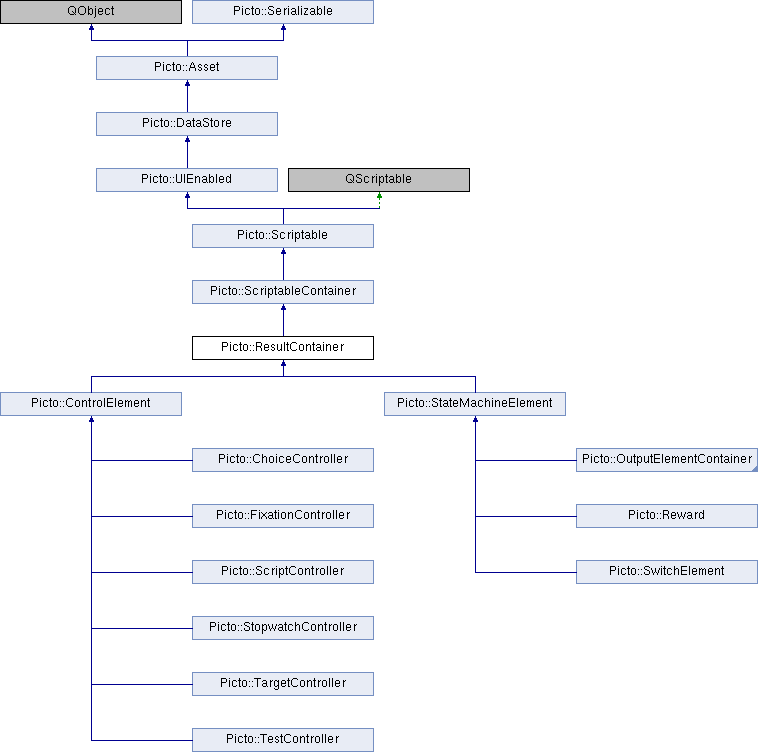 QObject
Picto::Serializable
Picto::Asset
Picto::DataStore
Picto::UIEnabled
QScriptable
Picto::Scriptable
Picto::ScriptableContainer
Picto::ResultContainer
Picto::ControlElement
Picto::StateMachineElement
Picto::ChoiceController
Picto::OutputElementContainer
Picto::FixationController
Picto::Reward
Picto::ScriptController
Picto::SwitchElement
Picto::StopwatchController
Picto::TargetController
Picto::TestController